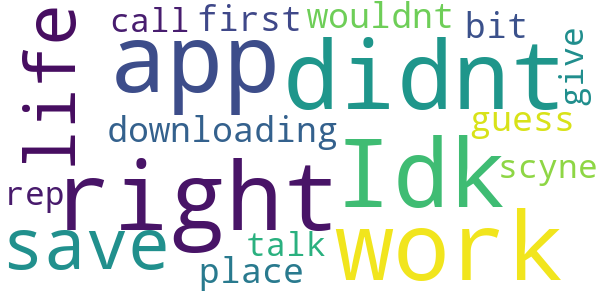 call first wouldnt bit
life app didnt give
downloading guess
rep right Idk scyne
save talk work
place